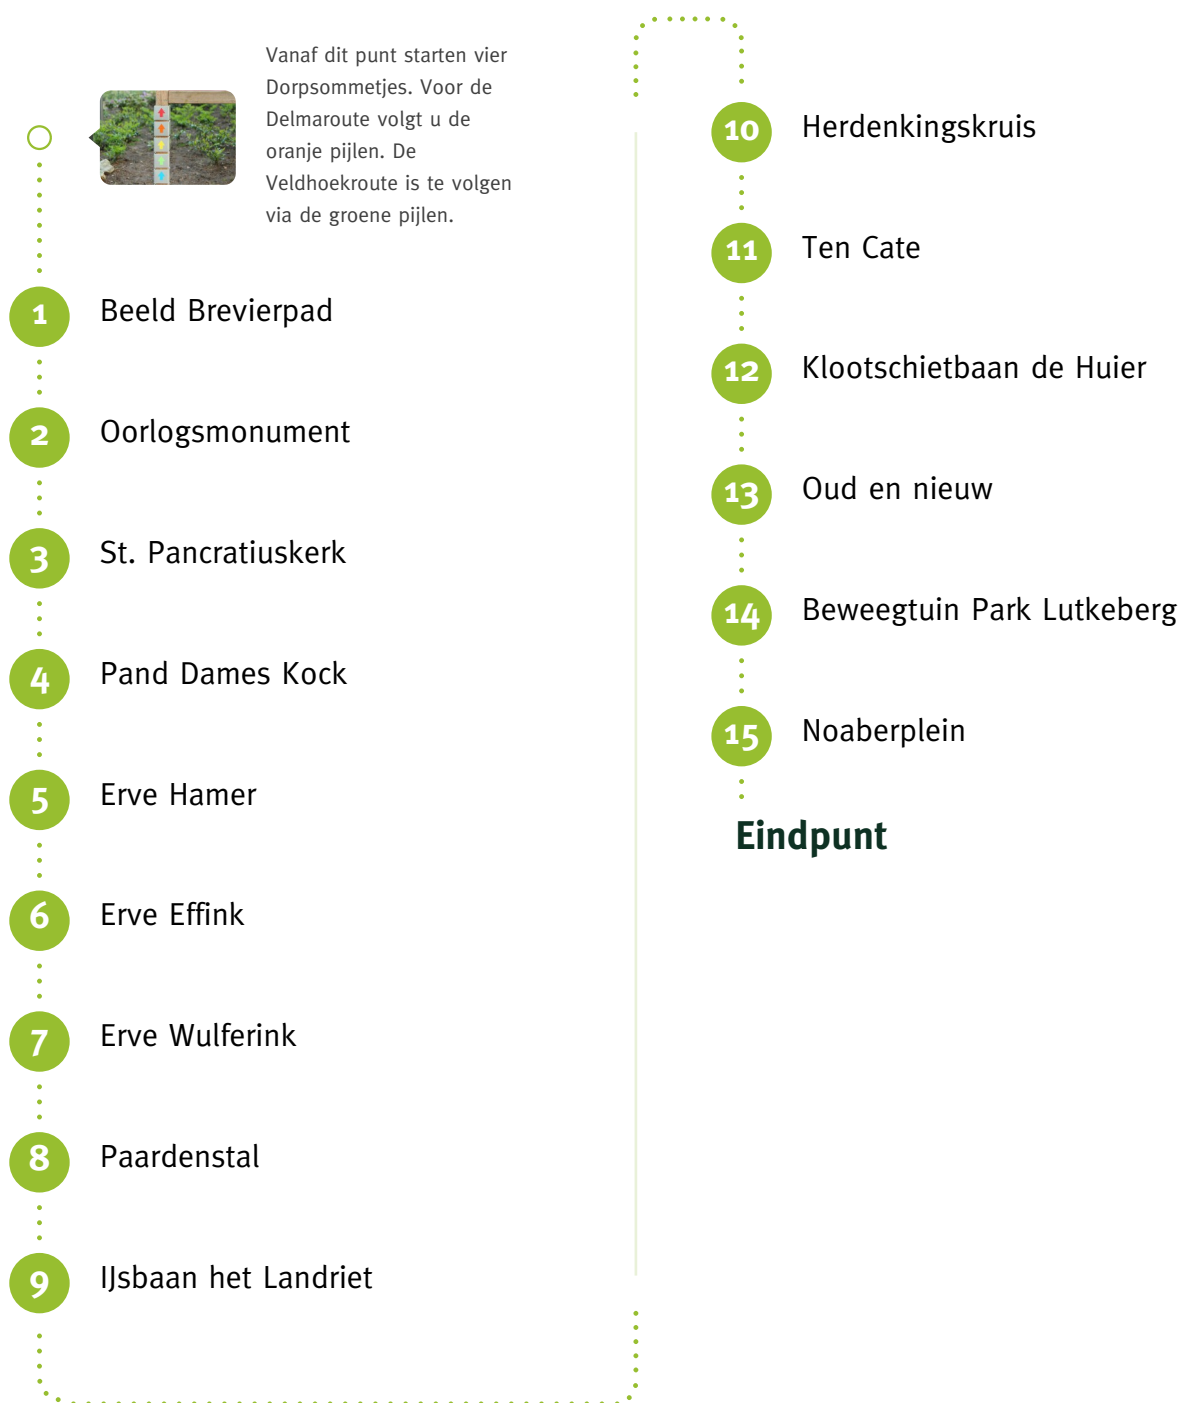 Vanaf dit punt starten vier
Dorpsommetjes. Voor de
Delmaroute volgt u de
oranje pijlen. De
Veldhoekroute is te volgen
via de groene pijlen.
1 Beeld Brevierpad
2 Oorlogsmonument
3 St. Pancratiuskerk
4 Pand Dames Kock
5 Erve Hamer
6 Erve Effink
7 Erve Wulferink
8 Paardenstal
9 IJsbaan het Landriet
10 Herdenkingskruis
11 Ten Cate
12 Klootschietbaan de Huier
13 Oud en nieuw
14 Beweegtuin Park Lutkeberg
15 Noaberplein
Eindpunt